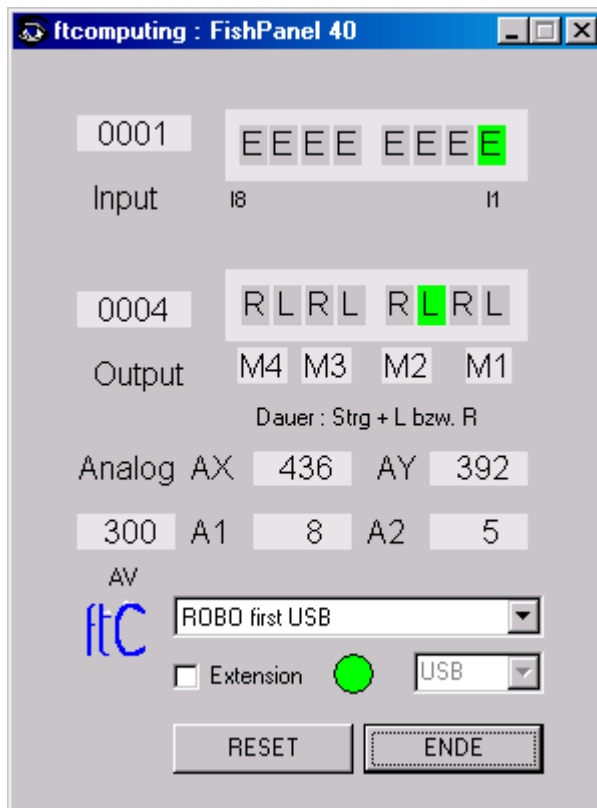 ftcomputing : FishPanel 40
0001 E E E E E E E E
Input I8 I1
0004 R L R L R L R L
Output M4 M3 M2 M1
Dauer : Strg + L bzw. R
Analog AX 436 AY 392
300 A1 8 A2 5
AV
ftC ROBO first USB
Extension USB
RESET ENDE